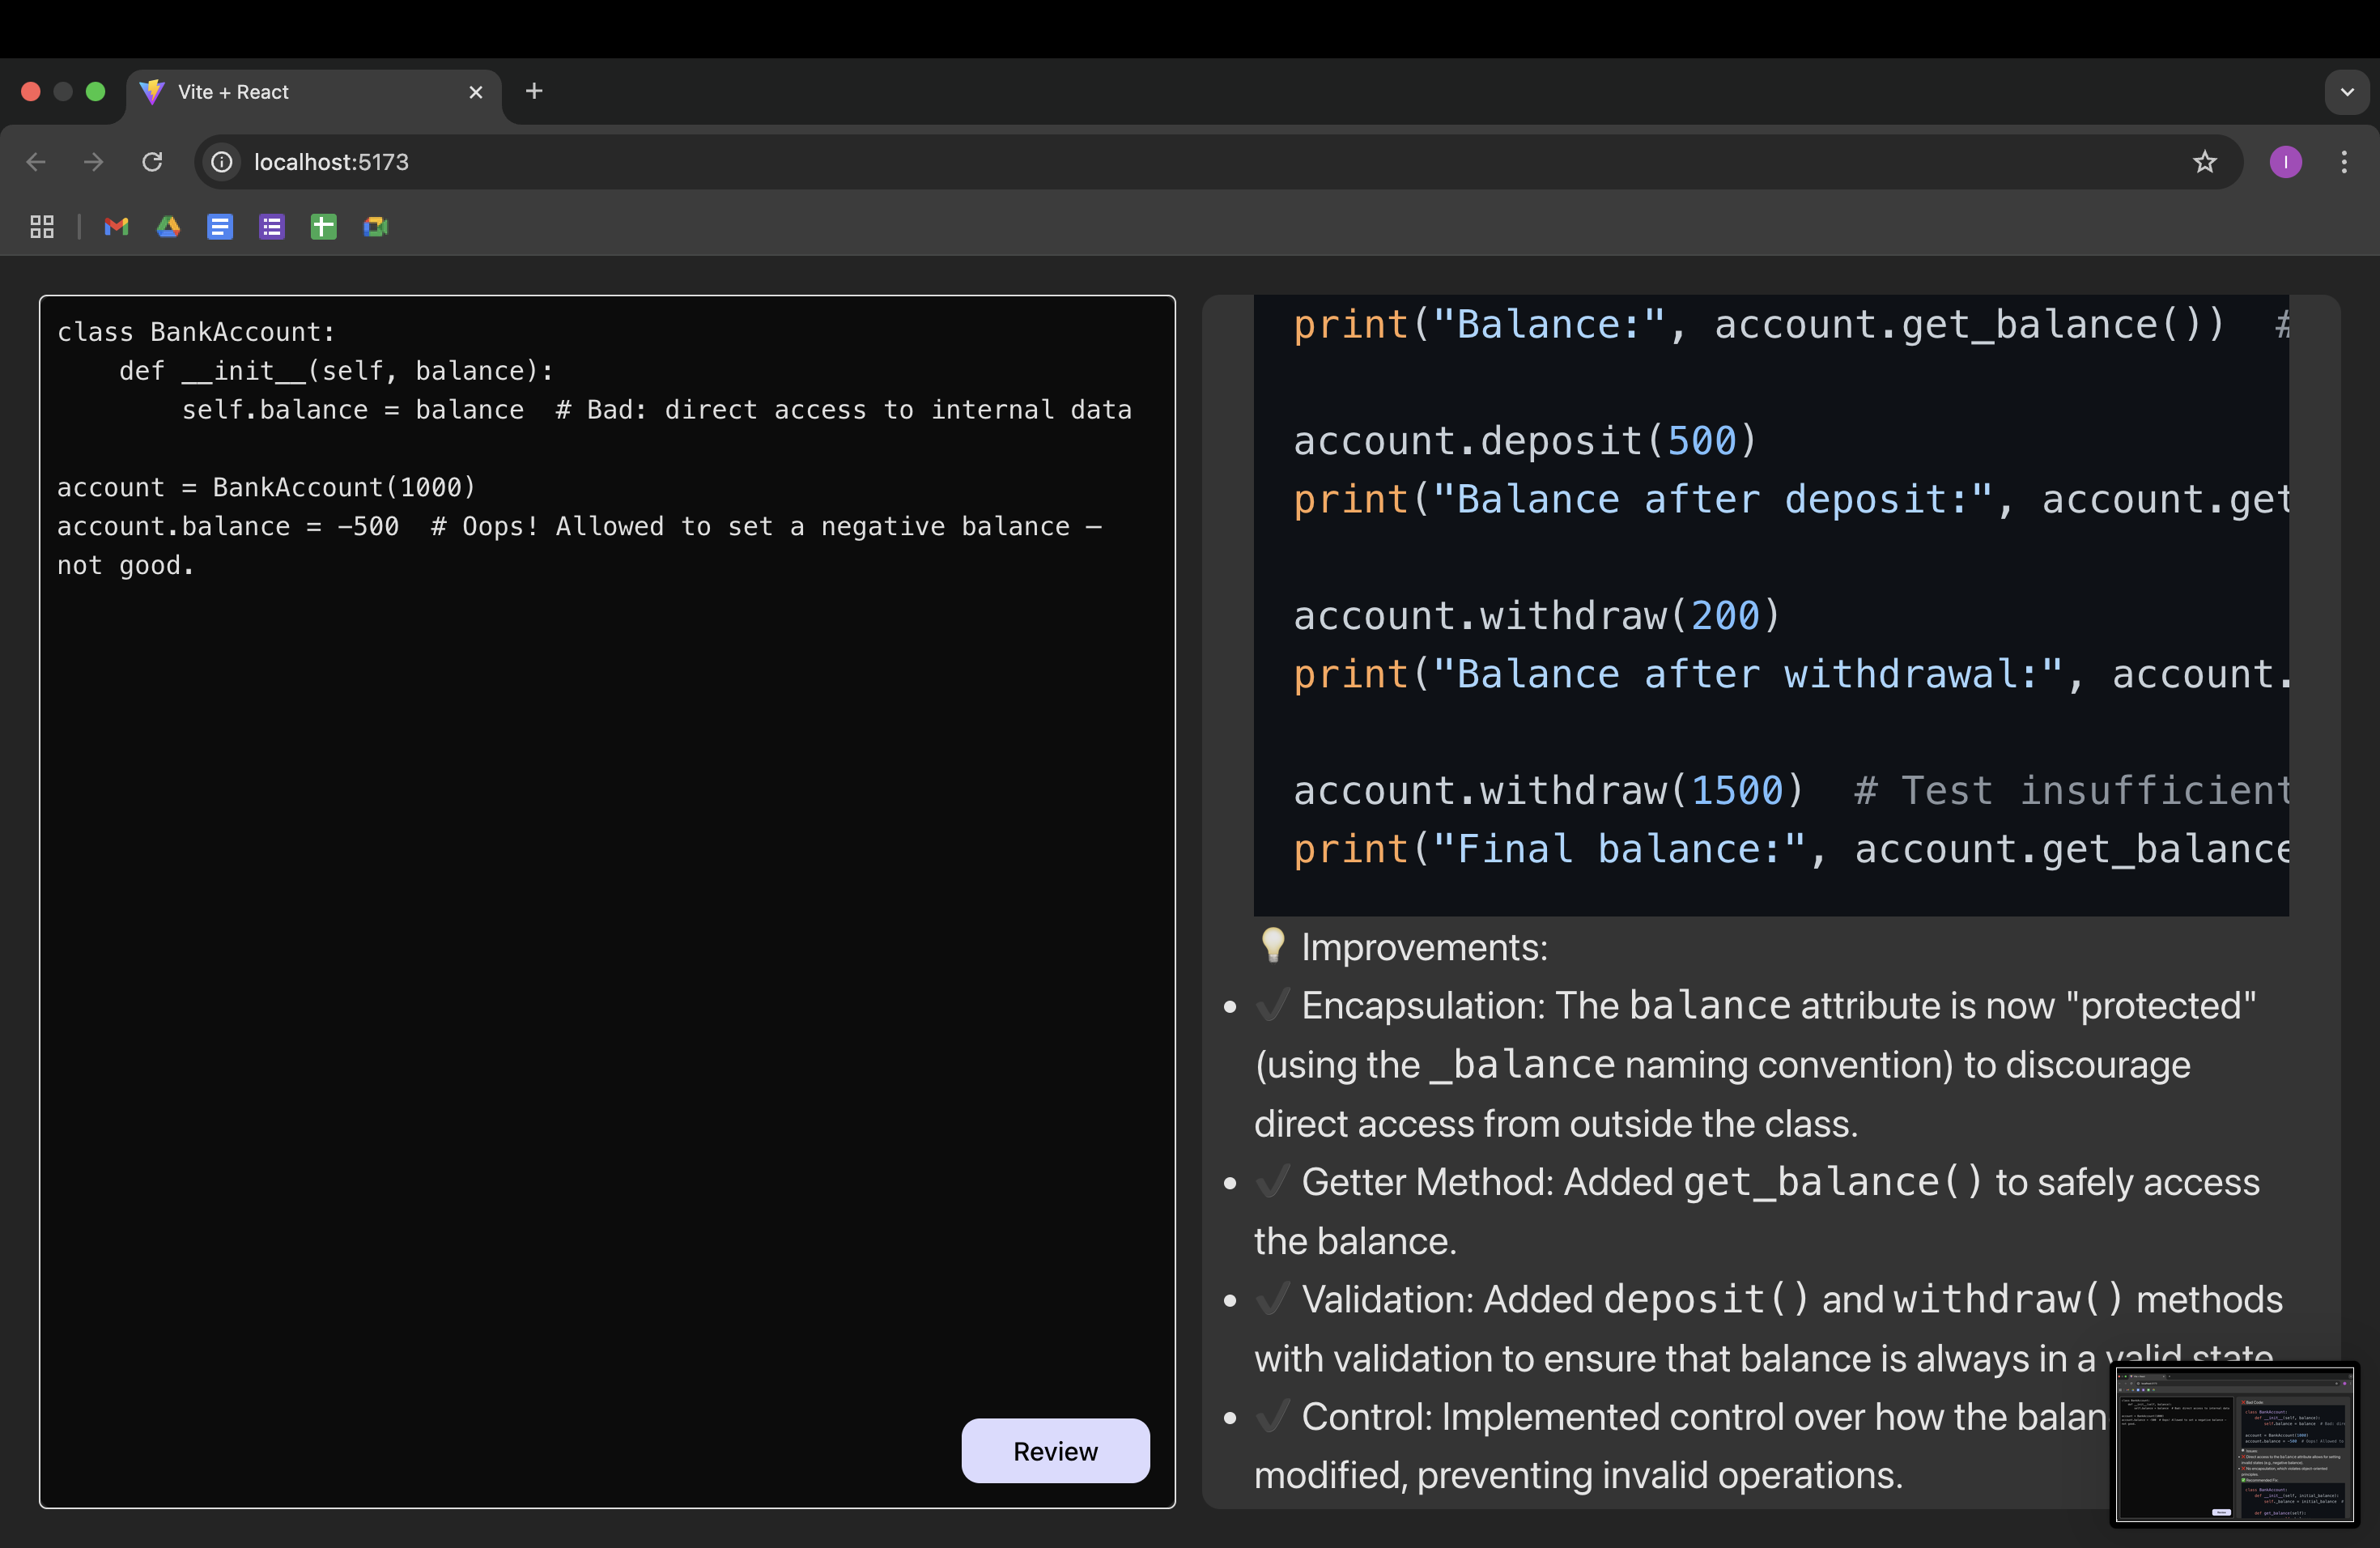 Vite + React
localhost:5173
I
class BankAccount:
    def __init__(self, balance):
        self.balance = balance  # Bad: direct access to internal data
account = BankAccount(1000)
account.balance = -500  # Oops! Allowed to set a negative balance —
not good.
Review
print("Balance:", account.get_balance())  #
account.deposit(500)
print("Balance after deposit:", account.get
account.withdraw(200)
print("Balance after withdrawal:", account.
account.withdraw(1500)  # Test insufficient
print("Final balance:", account.get_balance
💡 Improvements:
• ✔ Encapsulation: The balance attribute is now "protected"
(using the _balance naming convention) to discourage
direct access from outside the class.
• ✔ Getter Method: Added get_balance() to safely access
the balance.
• ✔ Validation: Added deposit() and withdraw() methods
with validation to ensure that balance is always in a valid state
• ✔ Control: Implemented control over how the balan
modified, preventing invalid operations.